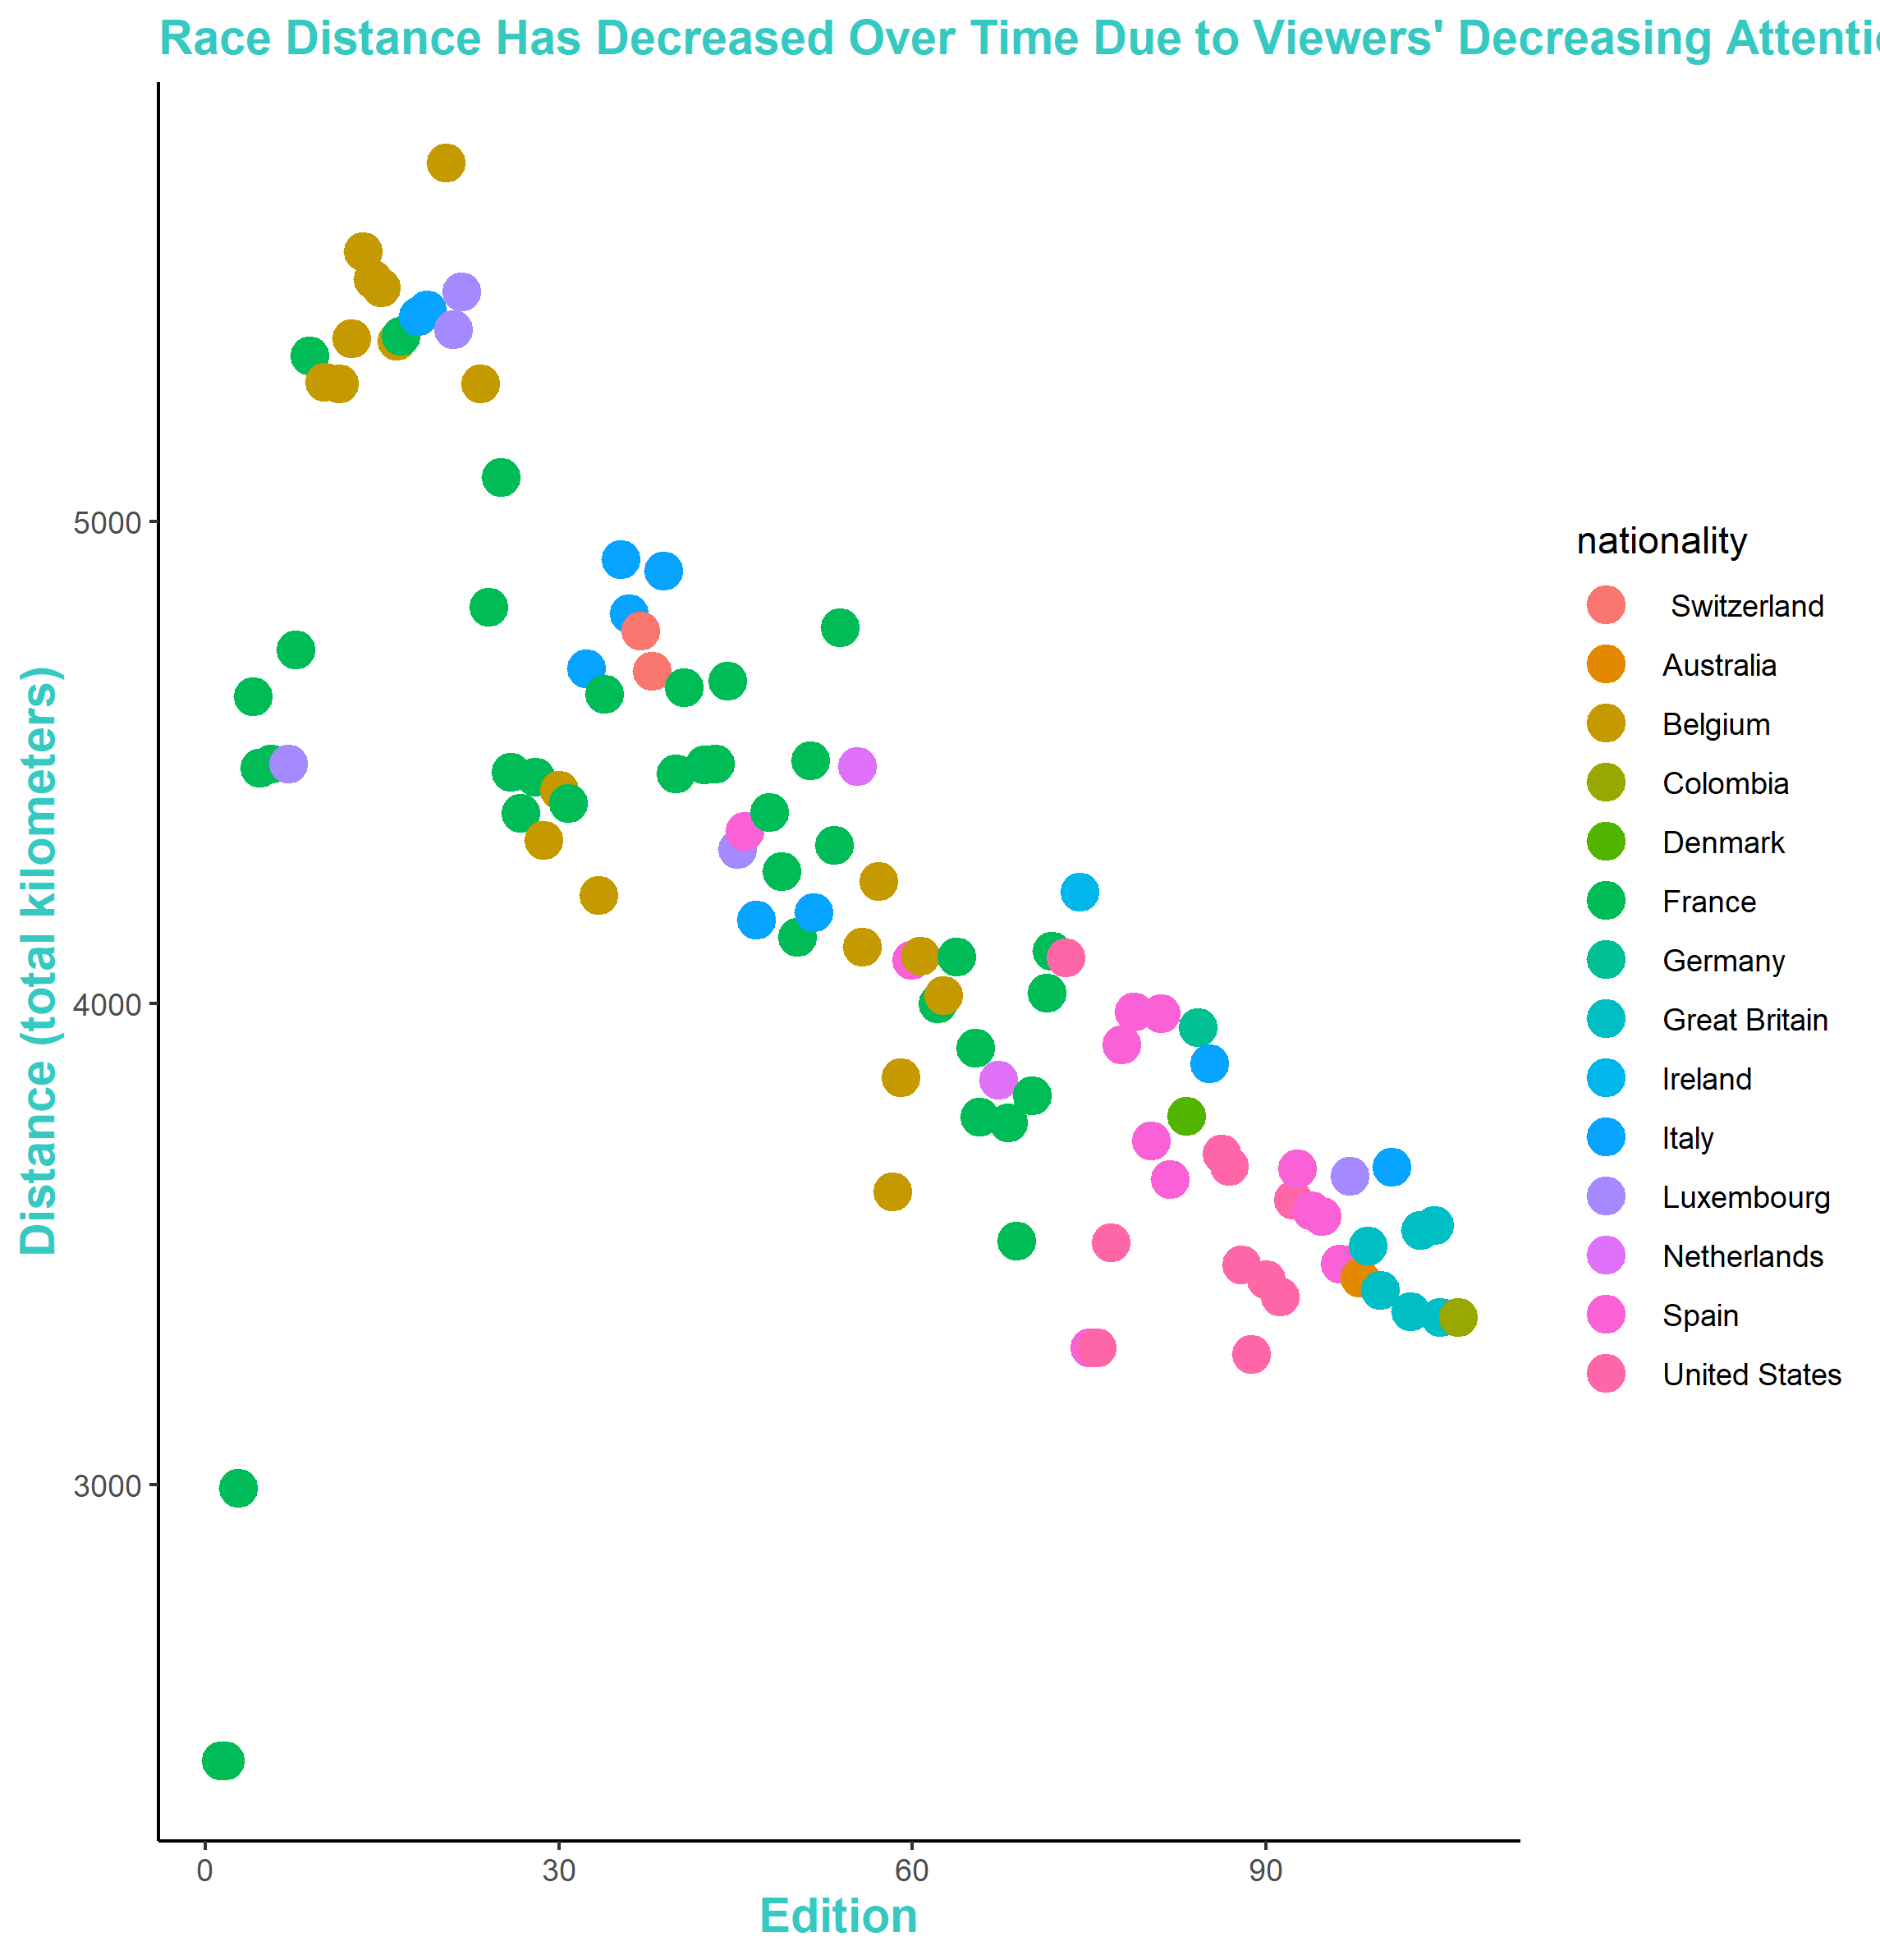 Race Distance Has Decreased Over Time Due to Viewers' Decreasing
Distance (total kilometers)
5000
4000
3000
0 30 60 90
Edition
nationality
Switzerland
Australia
Belgium
Colombia
Denmark
France
Germany
Great Britain
Ireland
Italy
Luxembourg
Netherlands
Spain
United States